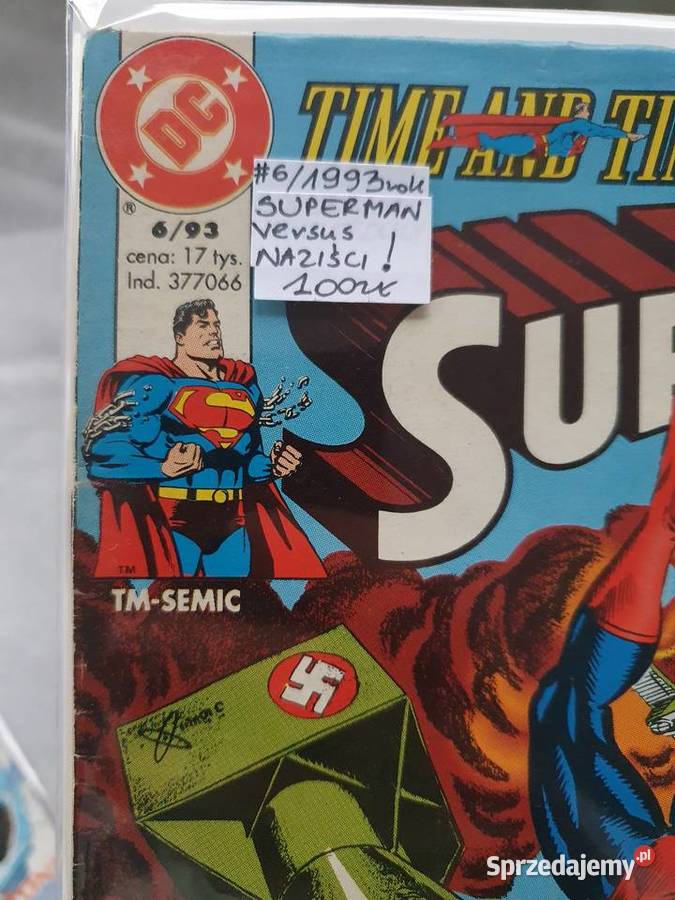 DC
TIME AND TI
®
6/93
cena: 17 tys.
Ind. 377066
#6/1993 rok
SUPERMAN
versus
NAZIŚCI!
100zł
SUP
TM
TM-SEMIC
Sprzedajemy.pl